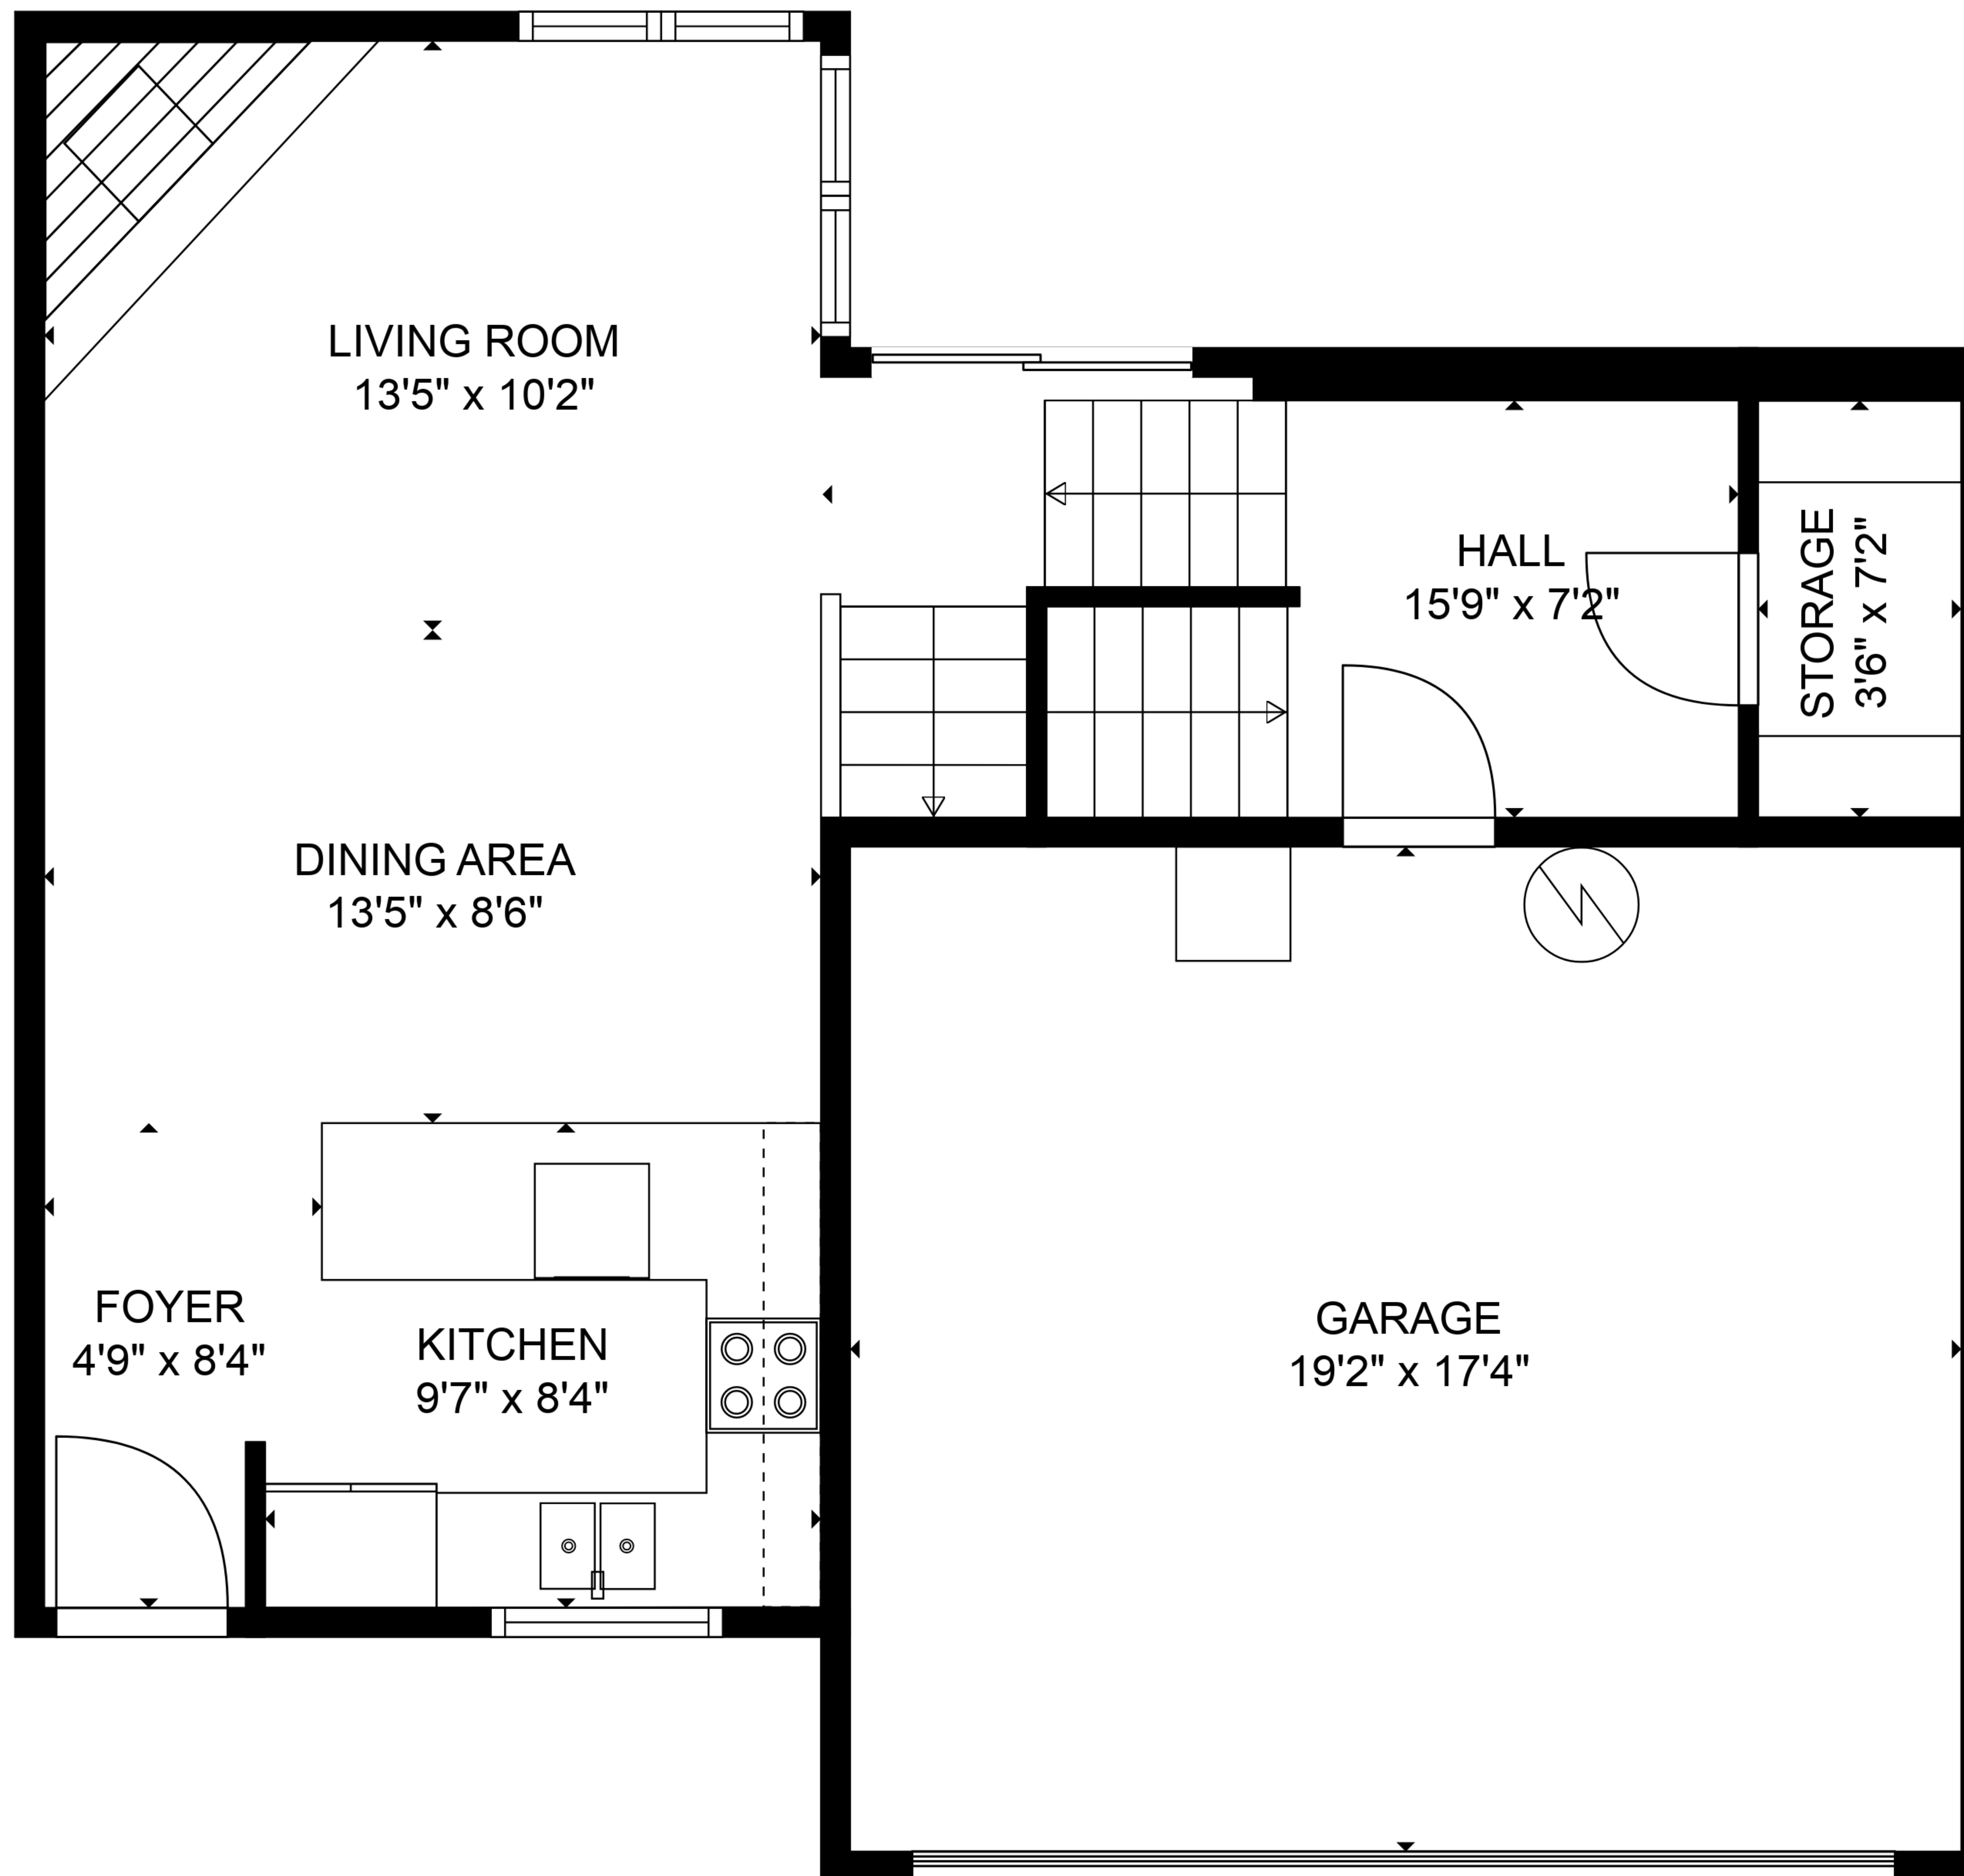 LIVING ROOM
13'5" x 10'2"
HALL
15'9" x 7'2"
STORAGE
3'6" x 7'2"
DINING AREA
13'5" x 8'6"
FOYER
4'9" x 8'4"
KITCHEN
9'7" x 8'4"
GARAGE
19'2" x 17'4"